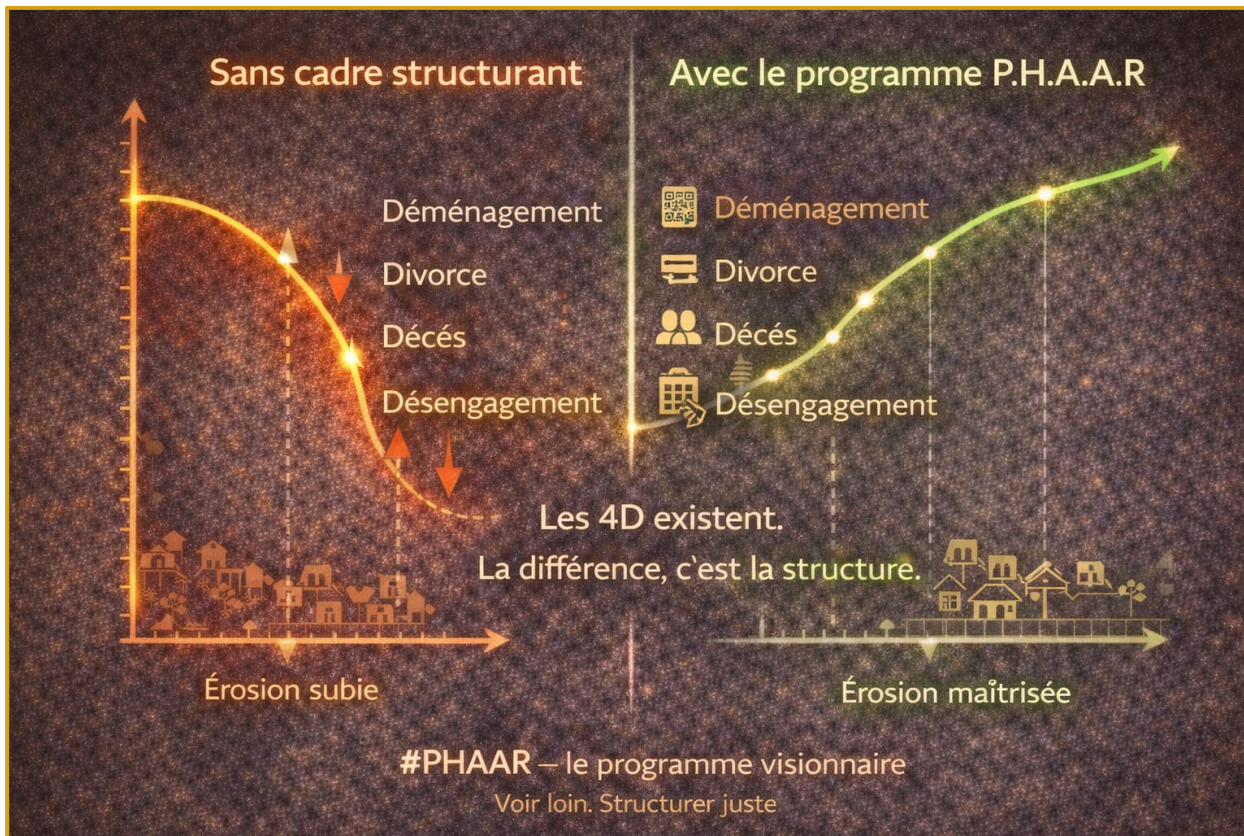 Sans cadre structurant
Déménagement
Divorce
Décés
Désengagement
Érosion subie
Avec le programme P.H.A.A.R
Déménagement
Divorce
Décés
Désengagement
Érosion maîtrisée
Les 4D existent.
La différence, c'est la structure.
#PHAAR – le programme visionnaire
Voir loin. Structurer juste